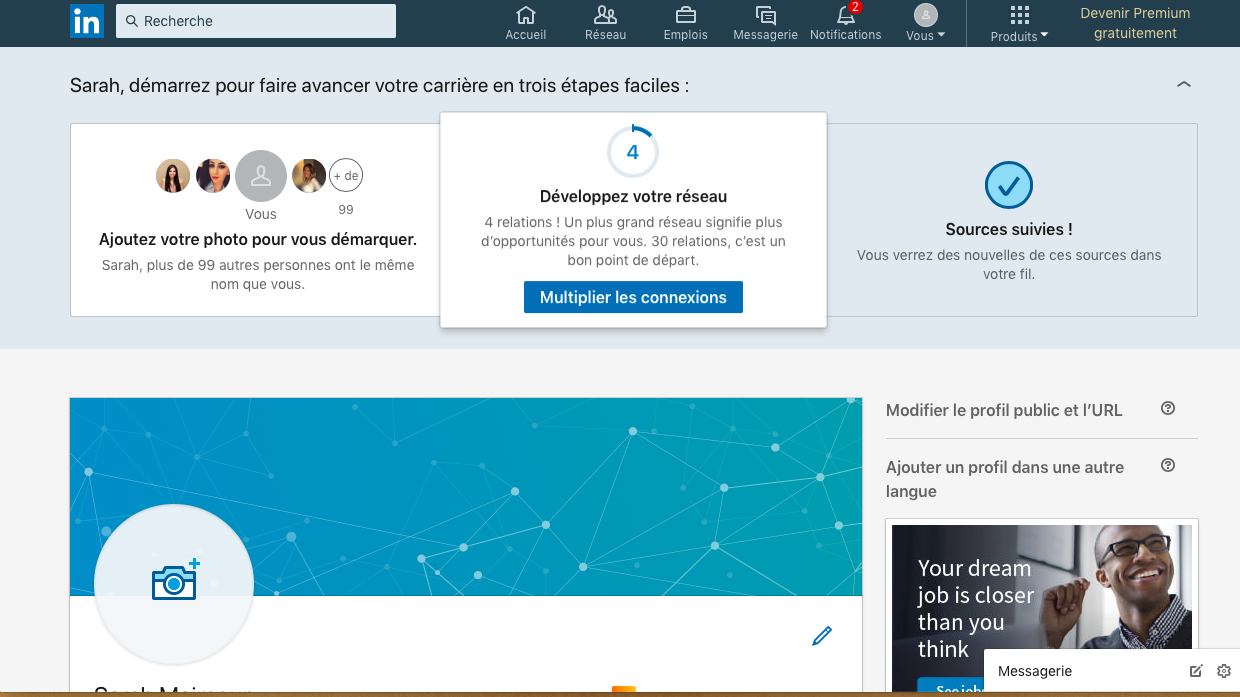 in
Recherche
Accueil
Réseau
Emplois
Messagerie
Notifications
2
Vous
Produits
Devenir Premium
gratuitement
Sarah, démarrez pour faire avancer votre carrière en trois étapes faciles :
+ de
99
Vous
Ajoutez votre photo pour vous démarquer.
Sarah, plus de 99 autres personnes ont le même
nom que vous.
4
Développez votre réseau
4 relations ! Un plus grand réseau signifie plus
d’opportunités pour vous. 30 relations, c’est un
bon point de départ.
Multiplier les connexions
Sources suivies !
Vous verrez des nouvelles de ces sources dans
votre fil.
Modifier le profil public et l’URL
Ajouter un profil dans une autre
langue
Your dream
job is closer
than you
think
Messagerie